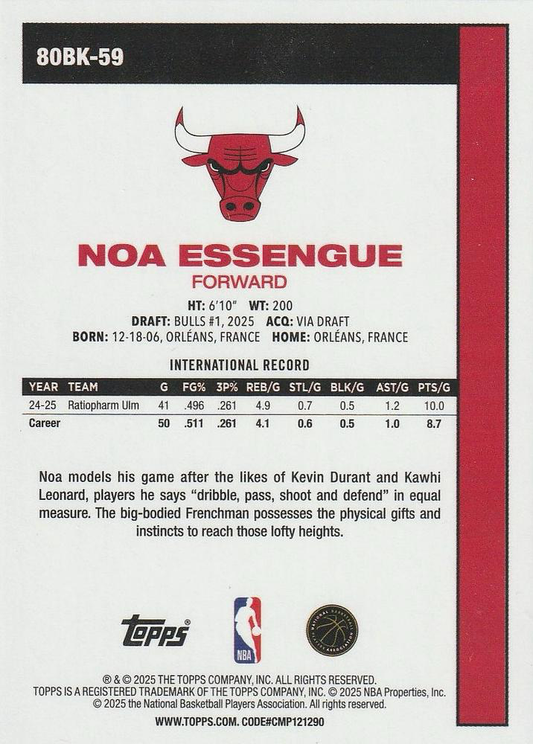 80BK-59
NOA ESSENGUE
FORWARD
HT: 6'10" WT: 200
DRAFT: BULLS #1, 2025 ACQ: VIA DRAFT
BORN: 12-18-06, ORLÉANS, FRANCE HOME: ORLÉANS, FRANCE
INTERNATIONAL RECORD
YEAR TEAM G FG% 3P% REB/G STL/G BLK/G AST/G PTS/G
24-25 Ratiopharm Ulm 41 .496 .261 4.9 0.7 0.5 1.2 10.0
Career 50 .511 .261 4.1 0.6 0.5 1.0 8.7
Noa models his game after the likes of Kevin Durant and Kawhi
Leonard, players he says “dribble, pass, shoot and defend” in equal
measure. The big-bodied Frenchman possesses the physical gifts and
instincts to reach those lofty heights.
topps®
NBA
NATIONAL BASKETBALL PLAYERS ASSOCIATION
® & © 2025 THE TOPPS COMPANY, INC. ALL RIGHTS RESERVED.
TOPPS IS A REGISTERED TRADEMARK OF THE TOPPS COMPANY, INC. © 2025 NBA Properties, Inc.
© 2025 the National Basketball Players Association. All rights reserved.
WWW.TOPPS.COM. CODE#CMP121290